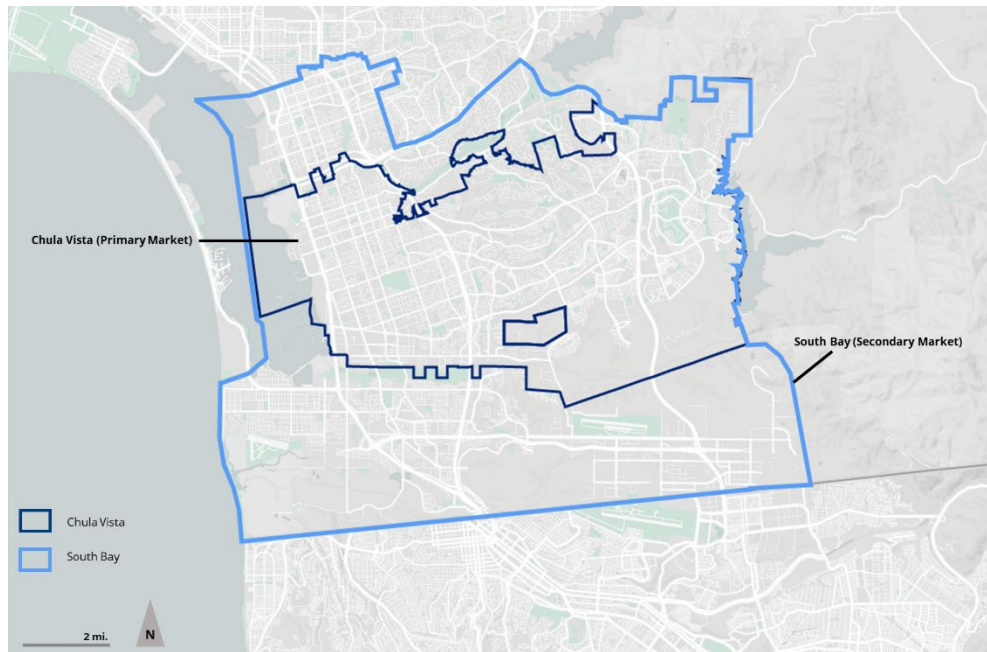 Chula Vista (Primary Market)
South Bay (Secondary Market)
Chula Vista
South Bay
2 mi.
N